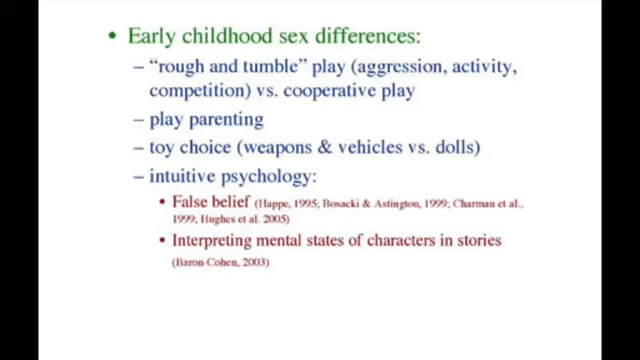 • Early childhood sex differences:
– "rough and tumble" play (aggression, activity,
competition) vs. cooperative play
– play parenting
– toy choice (weapons & vehicles vs. dolls)
– intuitive psychology:
• False belief (Happe, 1995; Bosacki & Astington, 1999; Charman et al.,
1999; Hughes et al. 2005)
• Interpreting mental states of characters in stories
(Baron-Cohen, 2003)